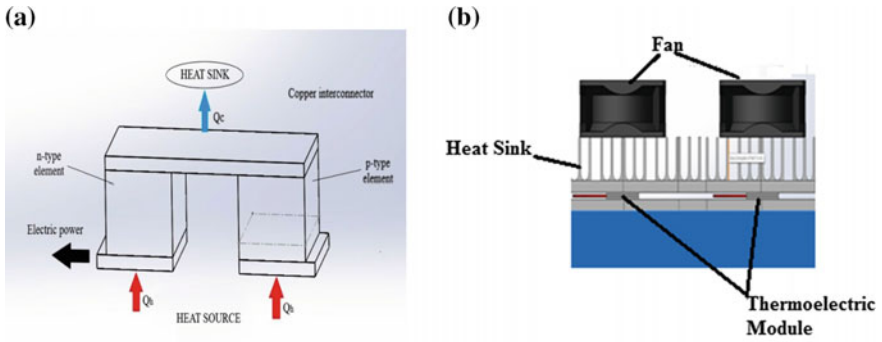 (a)
HEAT SINK
Qc
Copper interconnector
n-type
element
p-type
element
Electric power
Qh
Qh
HEAT SOURCE
(b)
Fan
Heat Sink
Thermoelectric
Module